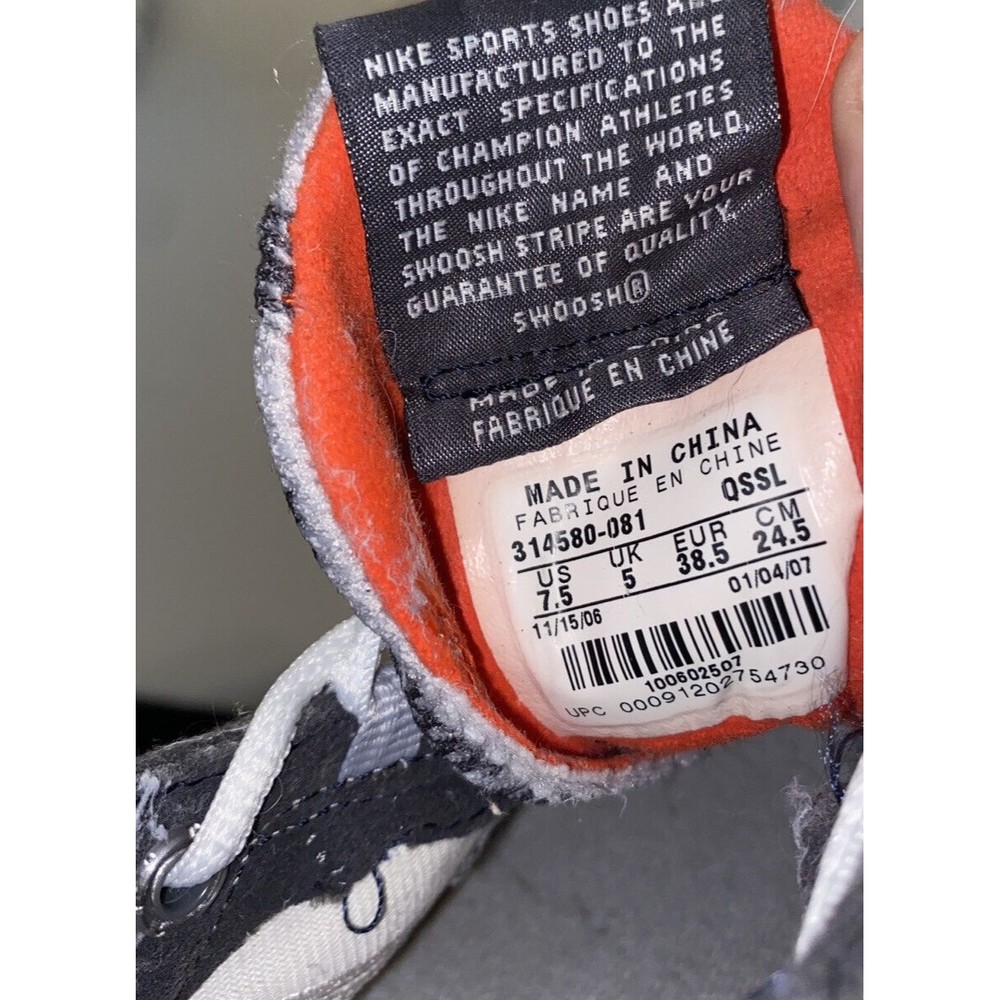 NIKE SPORTS SHOES ARE
MANUFACTURED TO THE
EXACT SPECIFICATIONS
OF CHAMPION ATHLETES
THROUGHOUT THE WORLD.
THE NIKE NAME AND
SWOOSH STRIPE ARE YOUR
GUARANTEE OF QUALITY.
SWOOSH®
MADE IN CHINA
FABRIQUE EN CHINE
MADE IN CHINA
FABRIQUE EN CHINE
314580-081 QSSL
US UK EUR CM
7.5 5 38.5 24.5
11/15/06 01/04/07
100602507
UPC 00091202754730